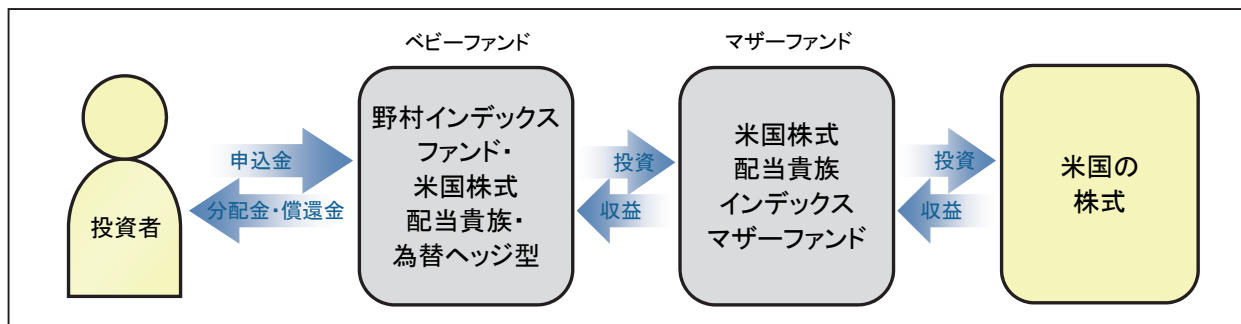 ベビーファンド
マザーファンド
投資者
申込金
分配金・償還金
野村インデックス
ファンド・
米国株式
配当貴族・
為替ヘッジ型
投資
収益
米国株式
配当貴族
インデックス
マザーファンド
投資
収益
米国の
株式